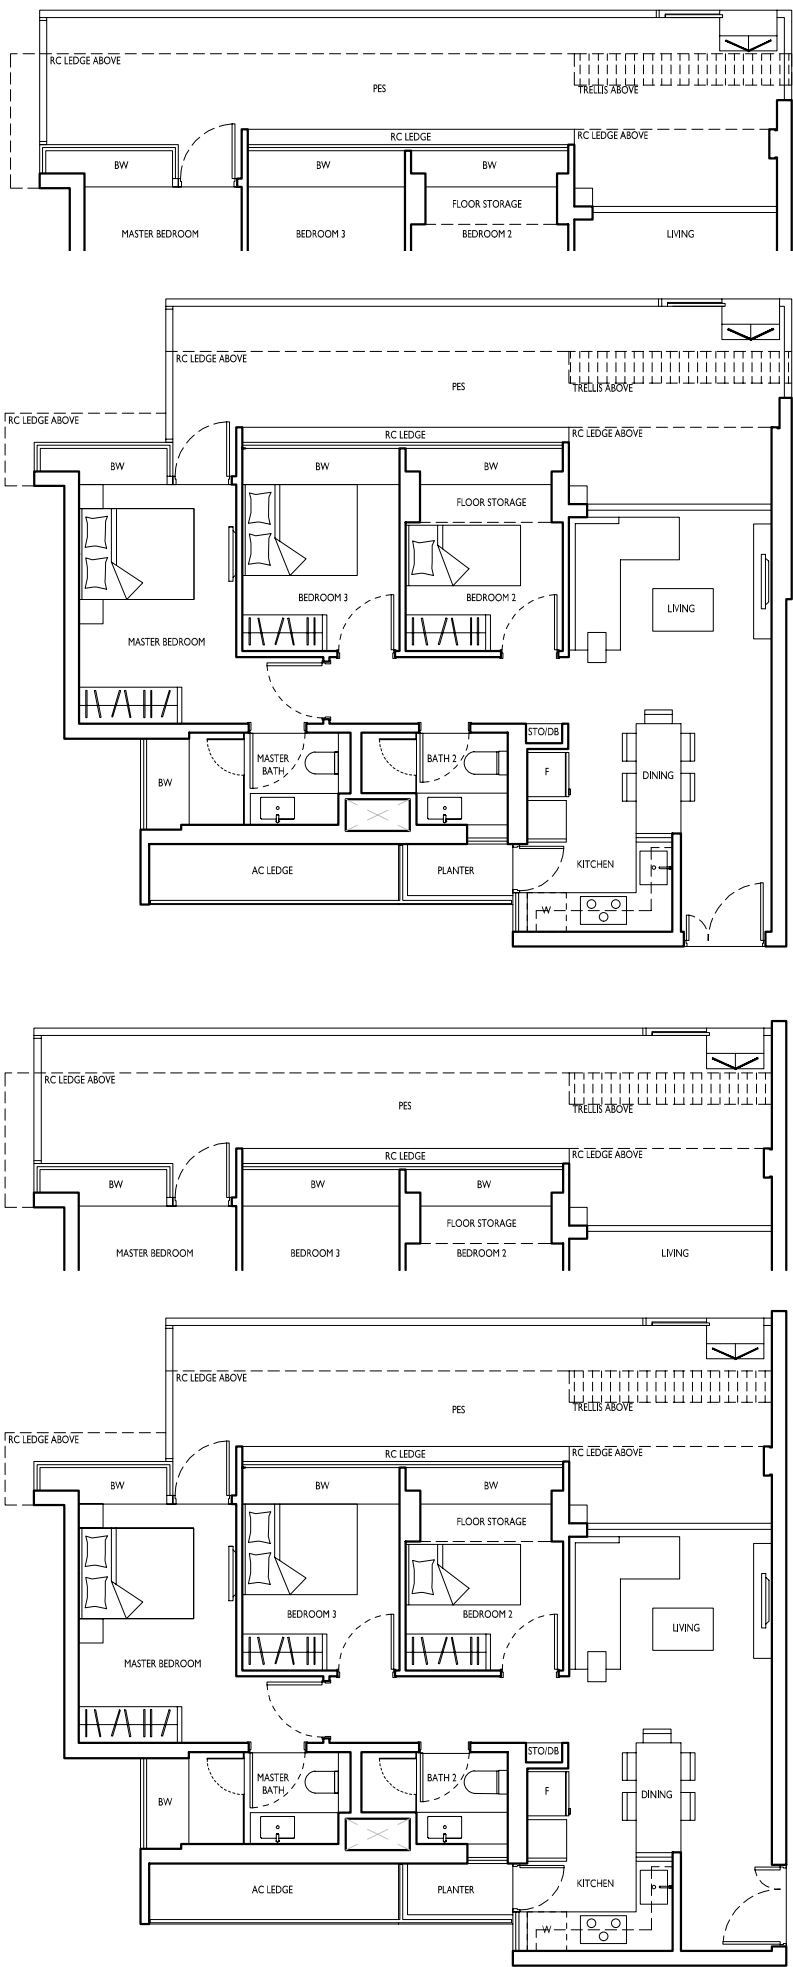 RC LEDGE ABOVE
PES
TRELLIS ABOVE
RC LEDGE
RC LEDGE ABOVE
BW
BW
BW
FLOOR STORAGE
MASTER BEDROOM
BEDROOM 3
BEDROOM 2
LIVING
RC LEDGE ABOVE
PES
TRELLIS ABOVE
RC LEDGE ABOVE
RC LEDGE
RC LEDGE ABOVE
BW
BW
BW
FLOOR STORAGE
BEDROOM 3
BEDROOM 2
LIVING
MASTER BEDROOM
STO/DB
MASTER
BATH
BATH 2
F
DINING
BW
AC LEDGE
PLANTER
KITCHEN
W
RC LEDGE ABOVE
PES
TRELLIS ABOVE
RC LEDGE
RC LEDGE ABOVE
BW
BW
BW
FLOOR STORAGE
MASTER BEDROOM
BEDROOM 3
BEDROOM 2
LIVING
RC LEDGE ABOVE
PES
TRELLIS ABOVE
RC LEDGE ABOVE
RC LEDGE
RC LEDGE ABOVE
BW
BW
BW
FLOOR STORAGE
BEDROOM 3
BEDROOM 2
LIVING
MASTER BEDROOM
STO/DB
MASTER
BATH
BATH 2
F
DINING
BW
AC LEDGE
PLANTER
KITCHEN
W